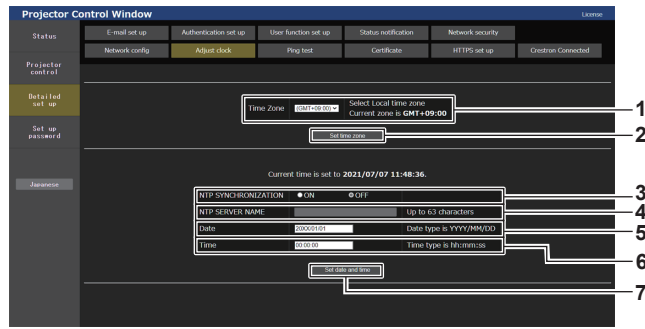 Projector Control Window
License
Status
E-mail set up
Authentication set up
User function set up
Status notification
Network security
Network config
Adjust clock
Ping test
Certificate
HTTPS set up
Crestron Connected
Projector
control
Detailed
set up
Set up
password
Japanese
Time Zone
(GMT+09:00)
Select Local time zone
Current zone is GMT+09:00
1
Set time zone
2
Current time is set to 2021/07/07 11:48:36.
NTP SYNCHRONIZATION ON OFF
3
NTP SERVER NAME Up to 63 characters
4
Date 20XX/01/01 Date type is YYYY/MM/DD
5
Time 00:00:00 Time type is hh:mm:ss
6
Set date and time
7